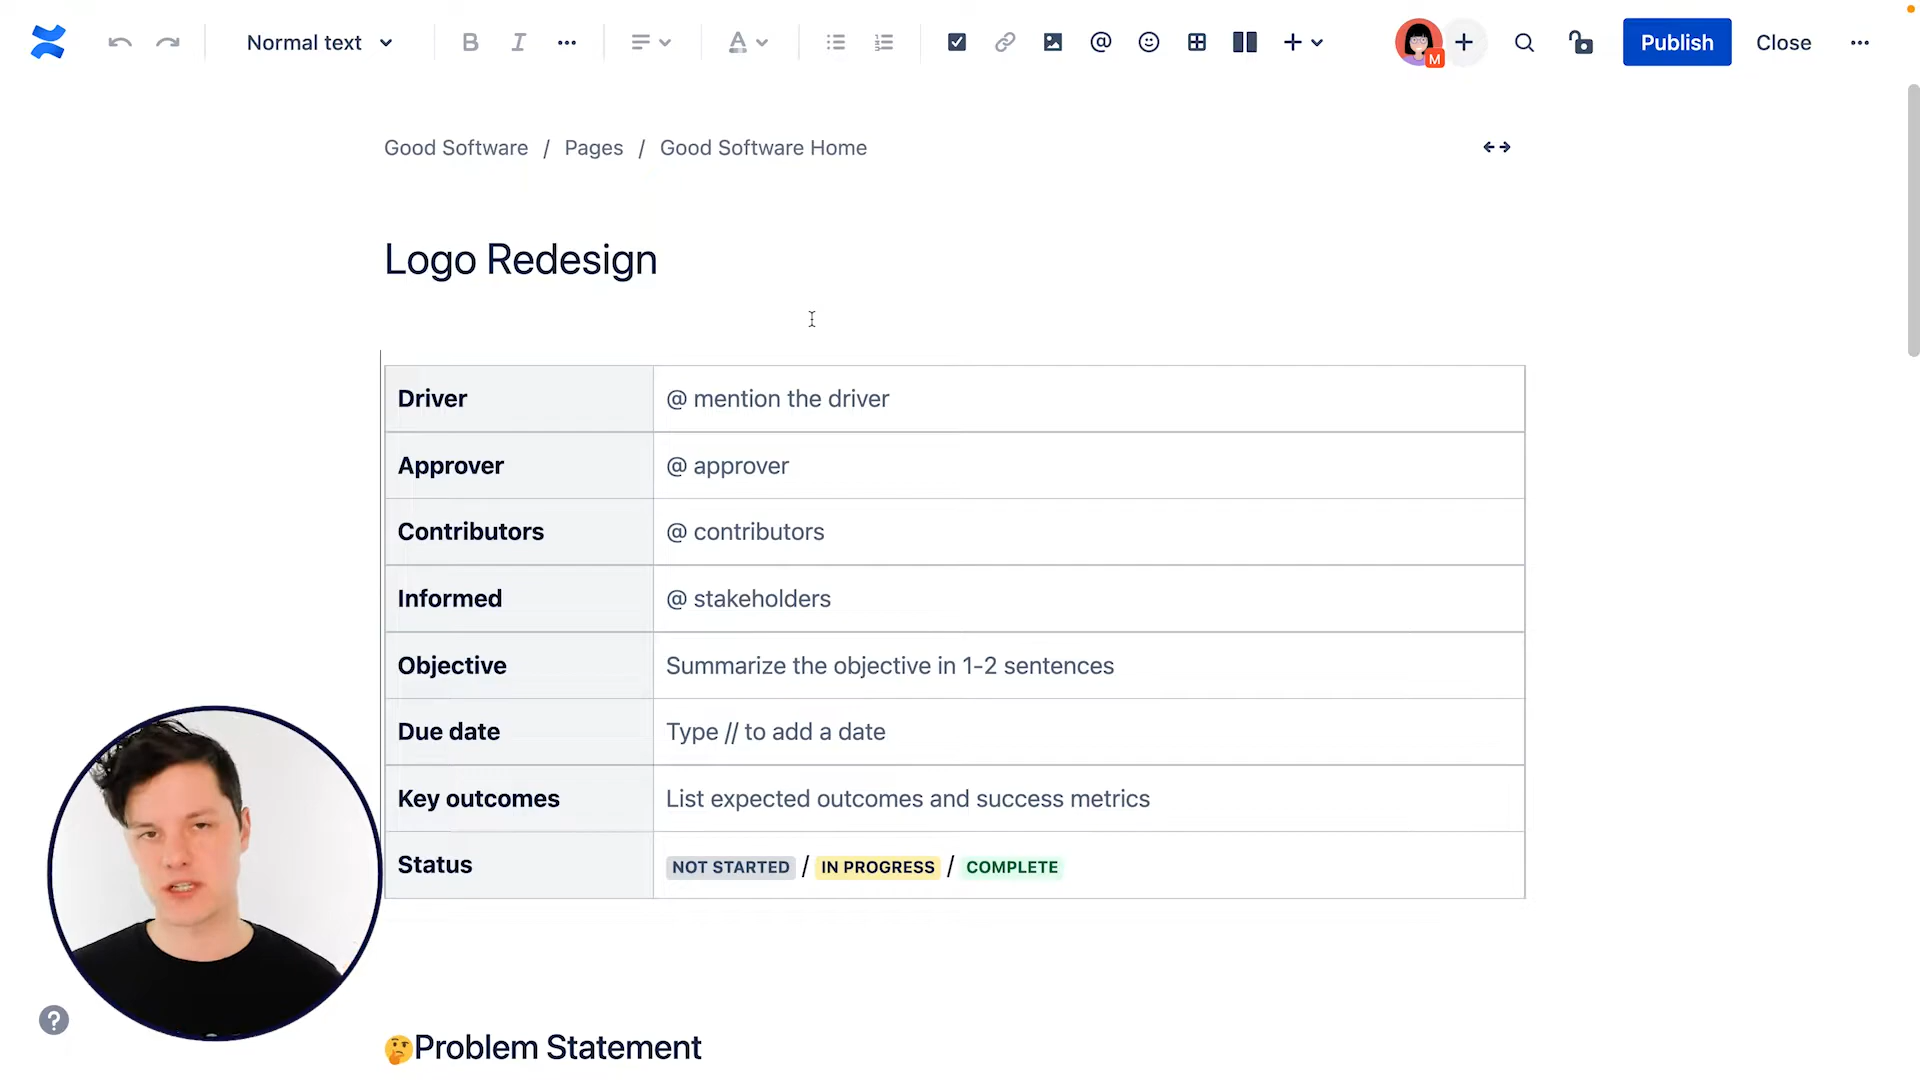 Normal text
B
I
A
@
M
Publish
Close
Good Software / Pages / Good Software Home
Logo Redesign
Driver @ mention the driver
Approver @ approver
Contributors @ contributors
Informed @ stakeholders
Objective Summarize the objective in 1-2 sentences
Due date Type // to add a date
Key outcomes List expected outcomes and success metrics
Status NOT STARTED / IN PROGRESS / COMPLETE
?
🤔Problem Statement